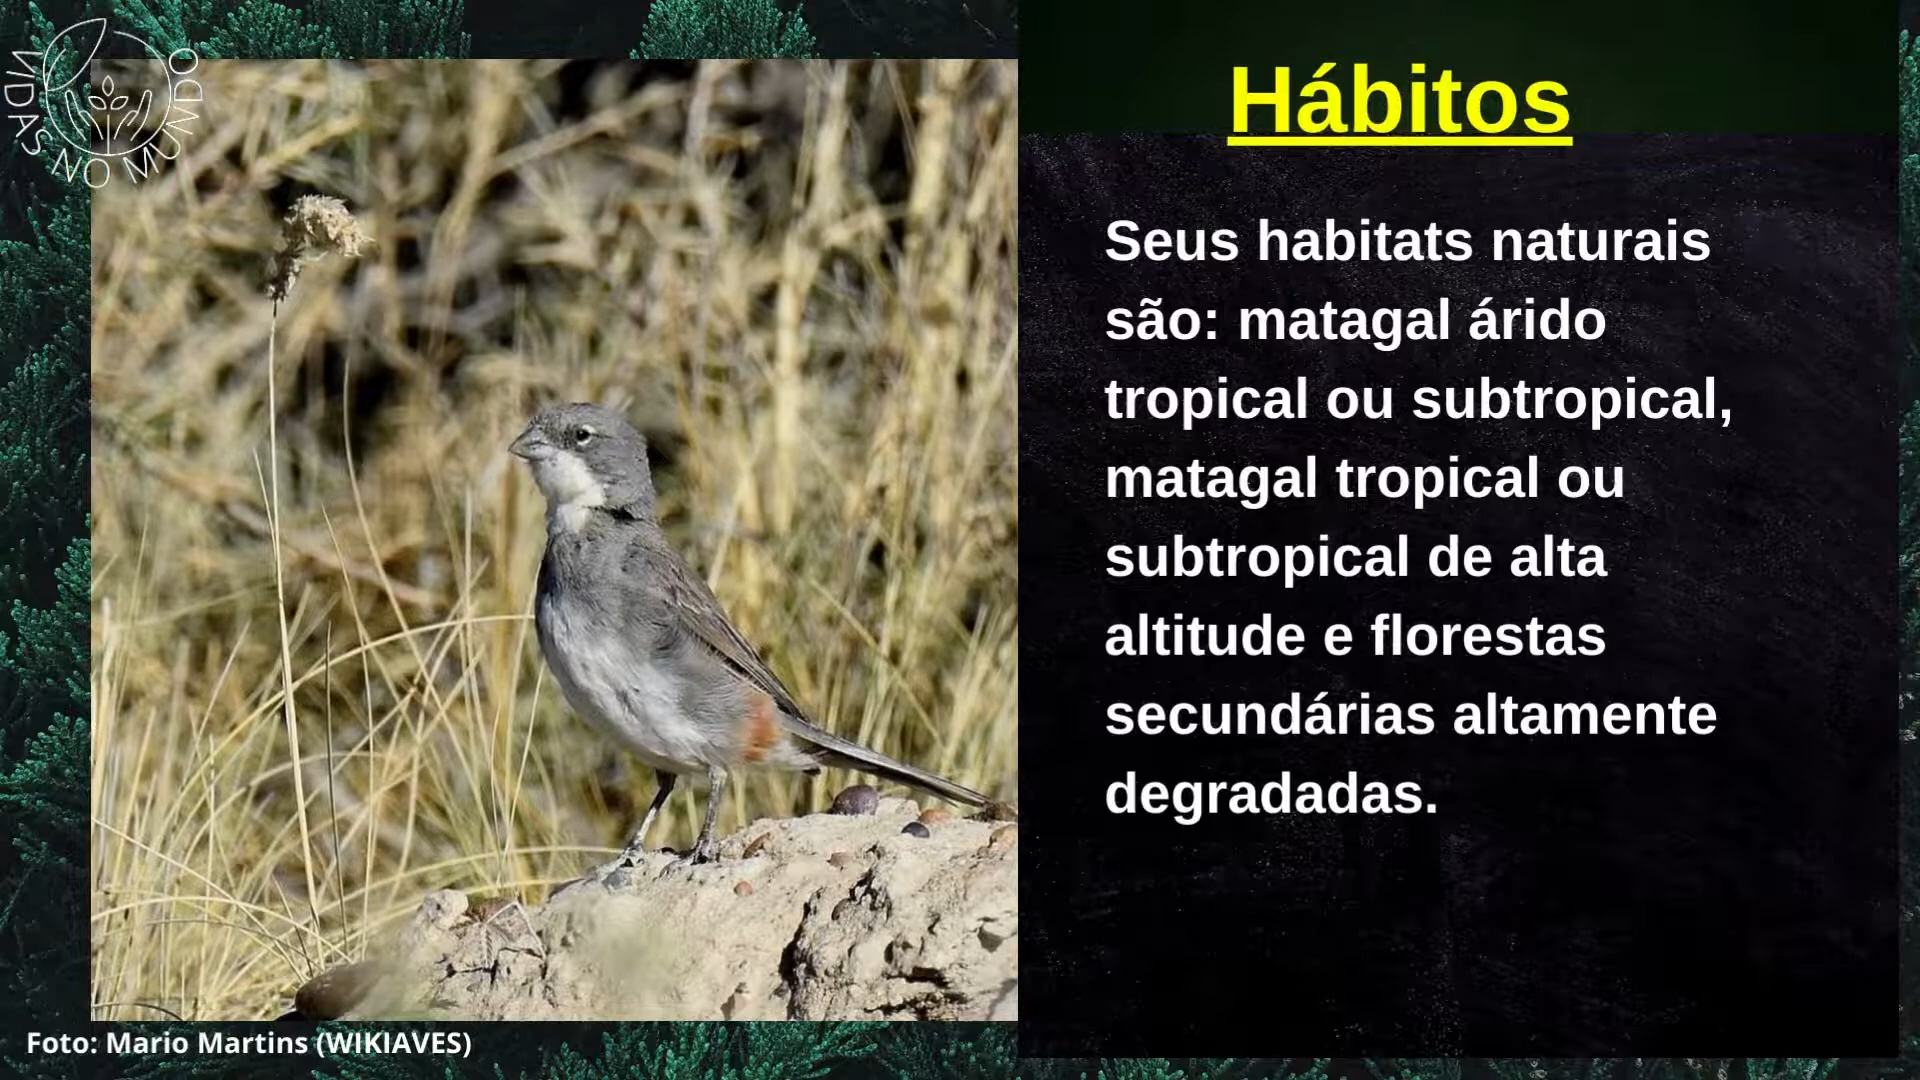 VIDAS NO MUNDO
Hábitos
Seus habitats naturais
são: matagal árido
tropical ou subtropical,
matagal tropical ou
subtropical de alta
altitude e florestas
secundárias altamente
degradadas.
Foto: Mario Martins (WIKIAVES)